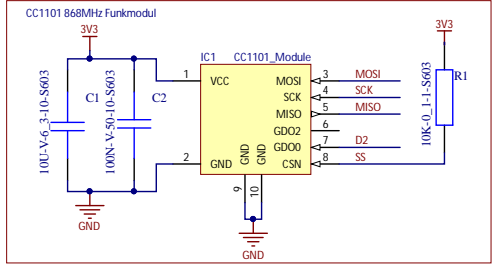 CC1101 868MHz Funkmodul
3V3
3V3
IC1 CC1101_Module
1 VCC
MOSI 3 MOSI
SCK 4 SCK
MISO 5 MISO
GDO2 6
GDO0 7 D2
2 GND
CSN 8 SS
GND
GND
9
10
C1
10U-V-6_3-10-S603
C2
100N-V-50-10-S603
R1
10K-0_1-1-S603
GND
GND